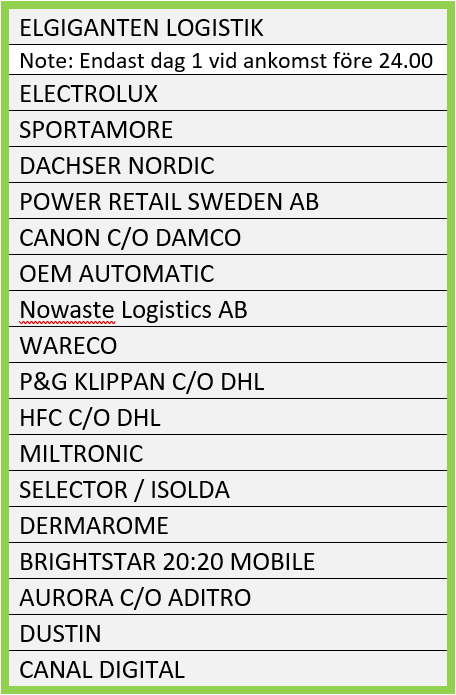 ELGIGANTEN LOGISTIK
Note: Endast dag 1 vid ankomst före 24.00
ELECTROLUX
SPORTAMORE
DACHSER NORDIC
POWER RETAIL SWEDEN AB
CANON C/O DAMCO
OEM AUTOMATIC
Nowaste Logistics AB
WARECO
P&G KLIPPAN C/O DHL
HFC C/O DHL
MILTRONIC
SELECTOR / ISOLDA
DERMAROME
BRIGHTSTAR 20:20 MOBILE
AURORA C/O ADITRO
DUSTIN
CANAL DIGITAL